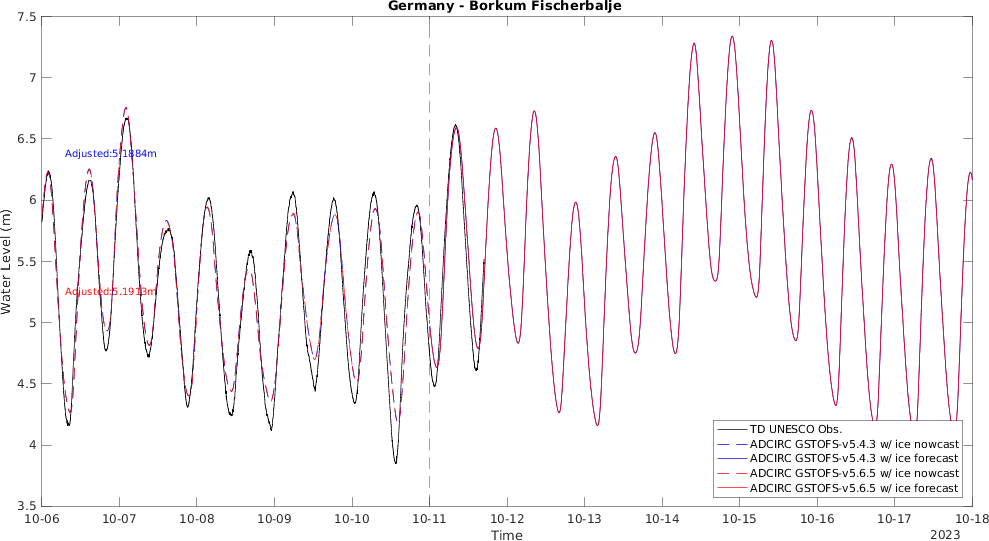 Germany - Borkum Fischerbalje
7.5
7
6.5
6
5.5
5
4.5
4
3.5
Water Level (m)
Adjusted:5.1884m
Adjusted:5.1913m
TD UNESCO Obs.
ADCIRC GSTOFS-v5.4.3 w/ ice nowcast
ADCIRC GSTOFS-v5.4.3 w/ ice forecast
ADCIRC GSTOFS-v5.6.5 w/ ice nowcast
ADCIRC GSTOFS-v5.6.5 w/ ice forecast
10-06 10-07 10-08 10-09 10-10 10-11 10-12 10-13 10-14 10-15 10-16 10-17 10-18
Time
2023